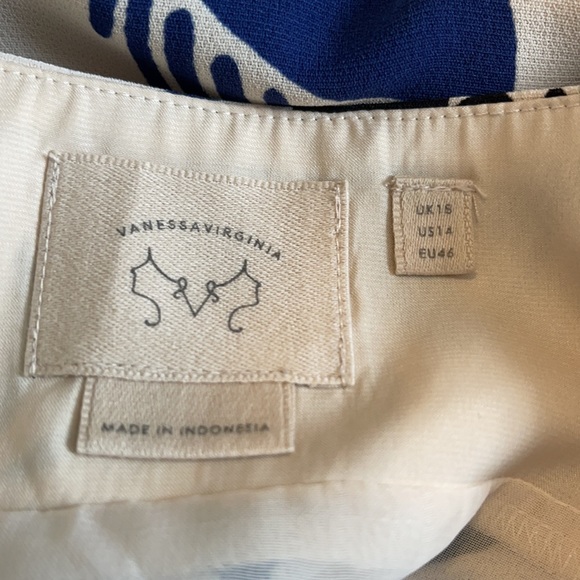 VANESSAVIRGINIA
UK18
US14
EU46
MADE IN INDONESIA